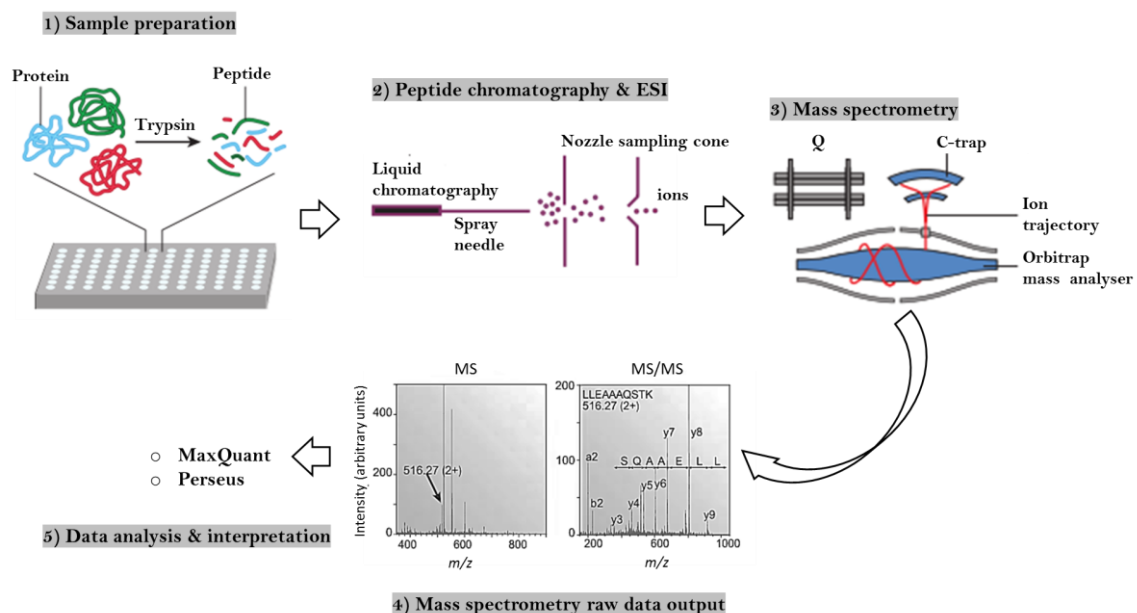 1) Sample preparation
Protein
Peptide
Trypsin
2) Peptide chromatography & ESI
Nozzle sampling cone
Liquid
chromatography
ions
Spray
needle
3) Mass spectrometry
Q
C-trap
Ion
trajectory
Orbitrap
mass analyser
MS
MS/MS
Intensity (arbitrary units)
400
200
0
516.27 (2+)
400
600
800
m/z
200
100
0
LLEAAAQSTK
516.27 (2+)
y7
y8
a2
S Q A A E L L
b2
y3
y4
y5
y6
y9
200
600
1000
m/z
○ MaxQuant
○ Perseus
5) Data analysis & interpretation
4) Mass spectrometry raw data output